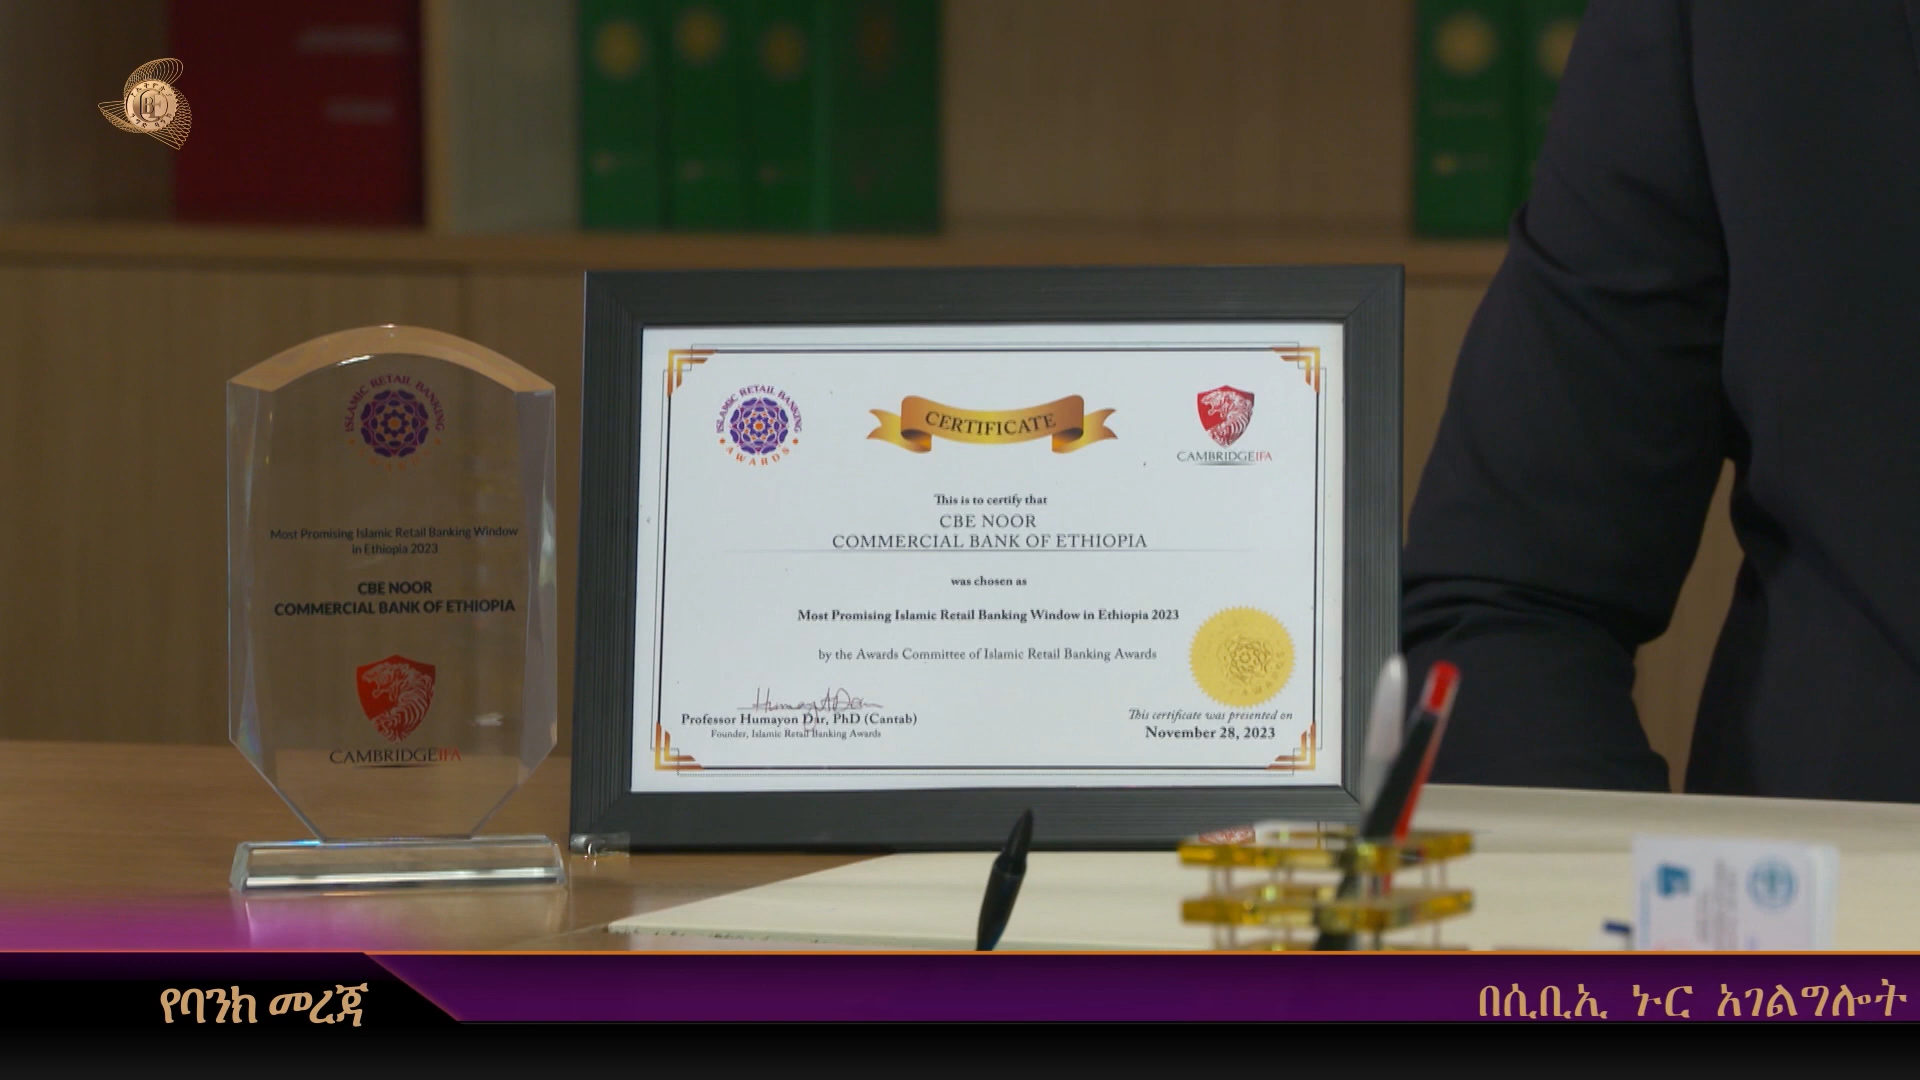 ISLAMIC RETAIL BANKING
AWARDS
Most Promising Islamic Retail Banking Window
in Ethiopia 2023
CBE NOOR
COMMERCIAL BANK OF ETHIOPIA
CAMBRIDGEIFA
ISLAMIC RETAIL BANKING
AWARDS
CERTIFICATE
CAMBRIDGEIFA
This is to certify that
CBE NOOR
COMMERCIAL BANK OF ETHIOPIA
was chosen as
Most Promising Islamic Retail Banking Window in Ethiopia 2023
by the Awards Committee of Islamic Retail Banking Awards
Professor Humayon Dar, PhD (Cantab)
Founder, Islamic Retail Banking Awards
This certificate was presented on
November 28, 2023
የባንክ መረጃ
በሲቢኢ ኑር አገልግሎት